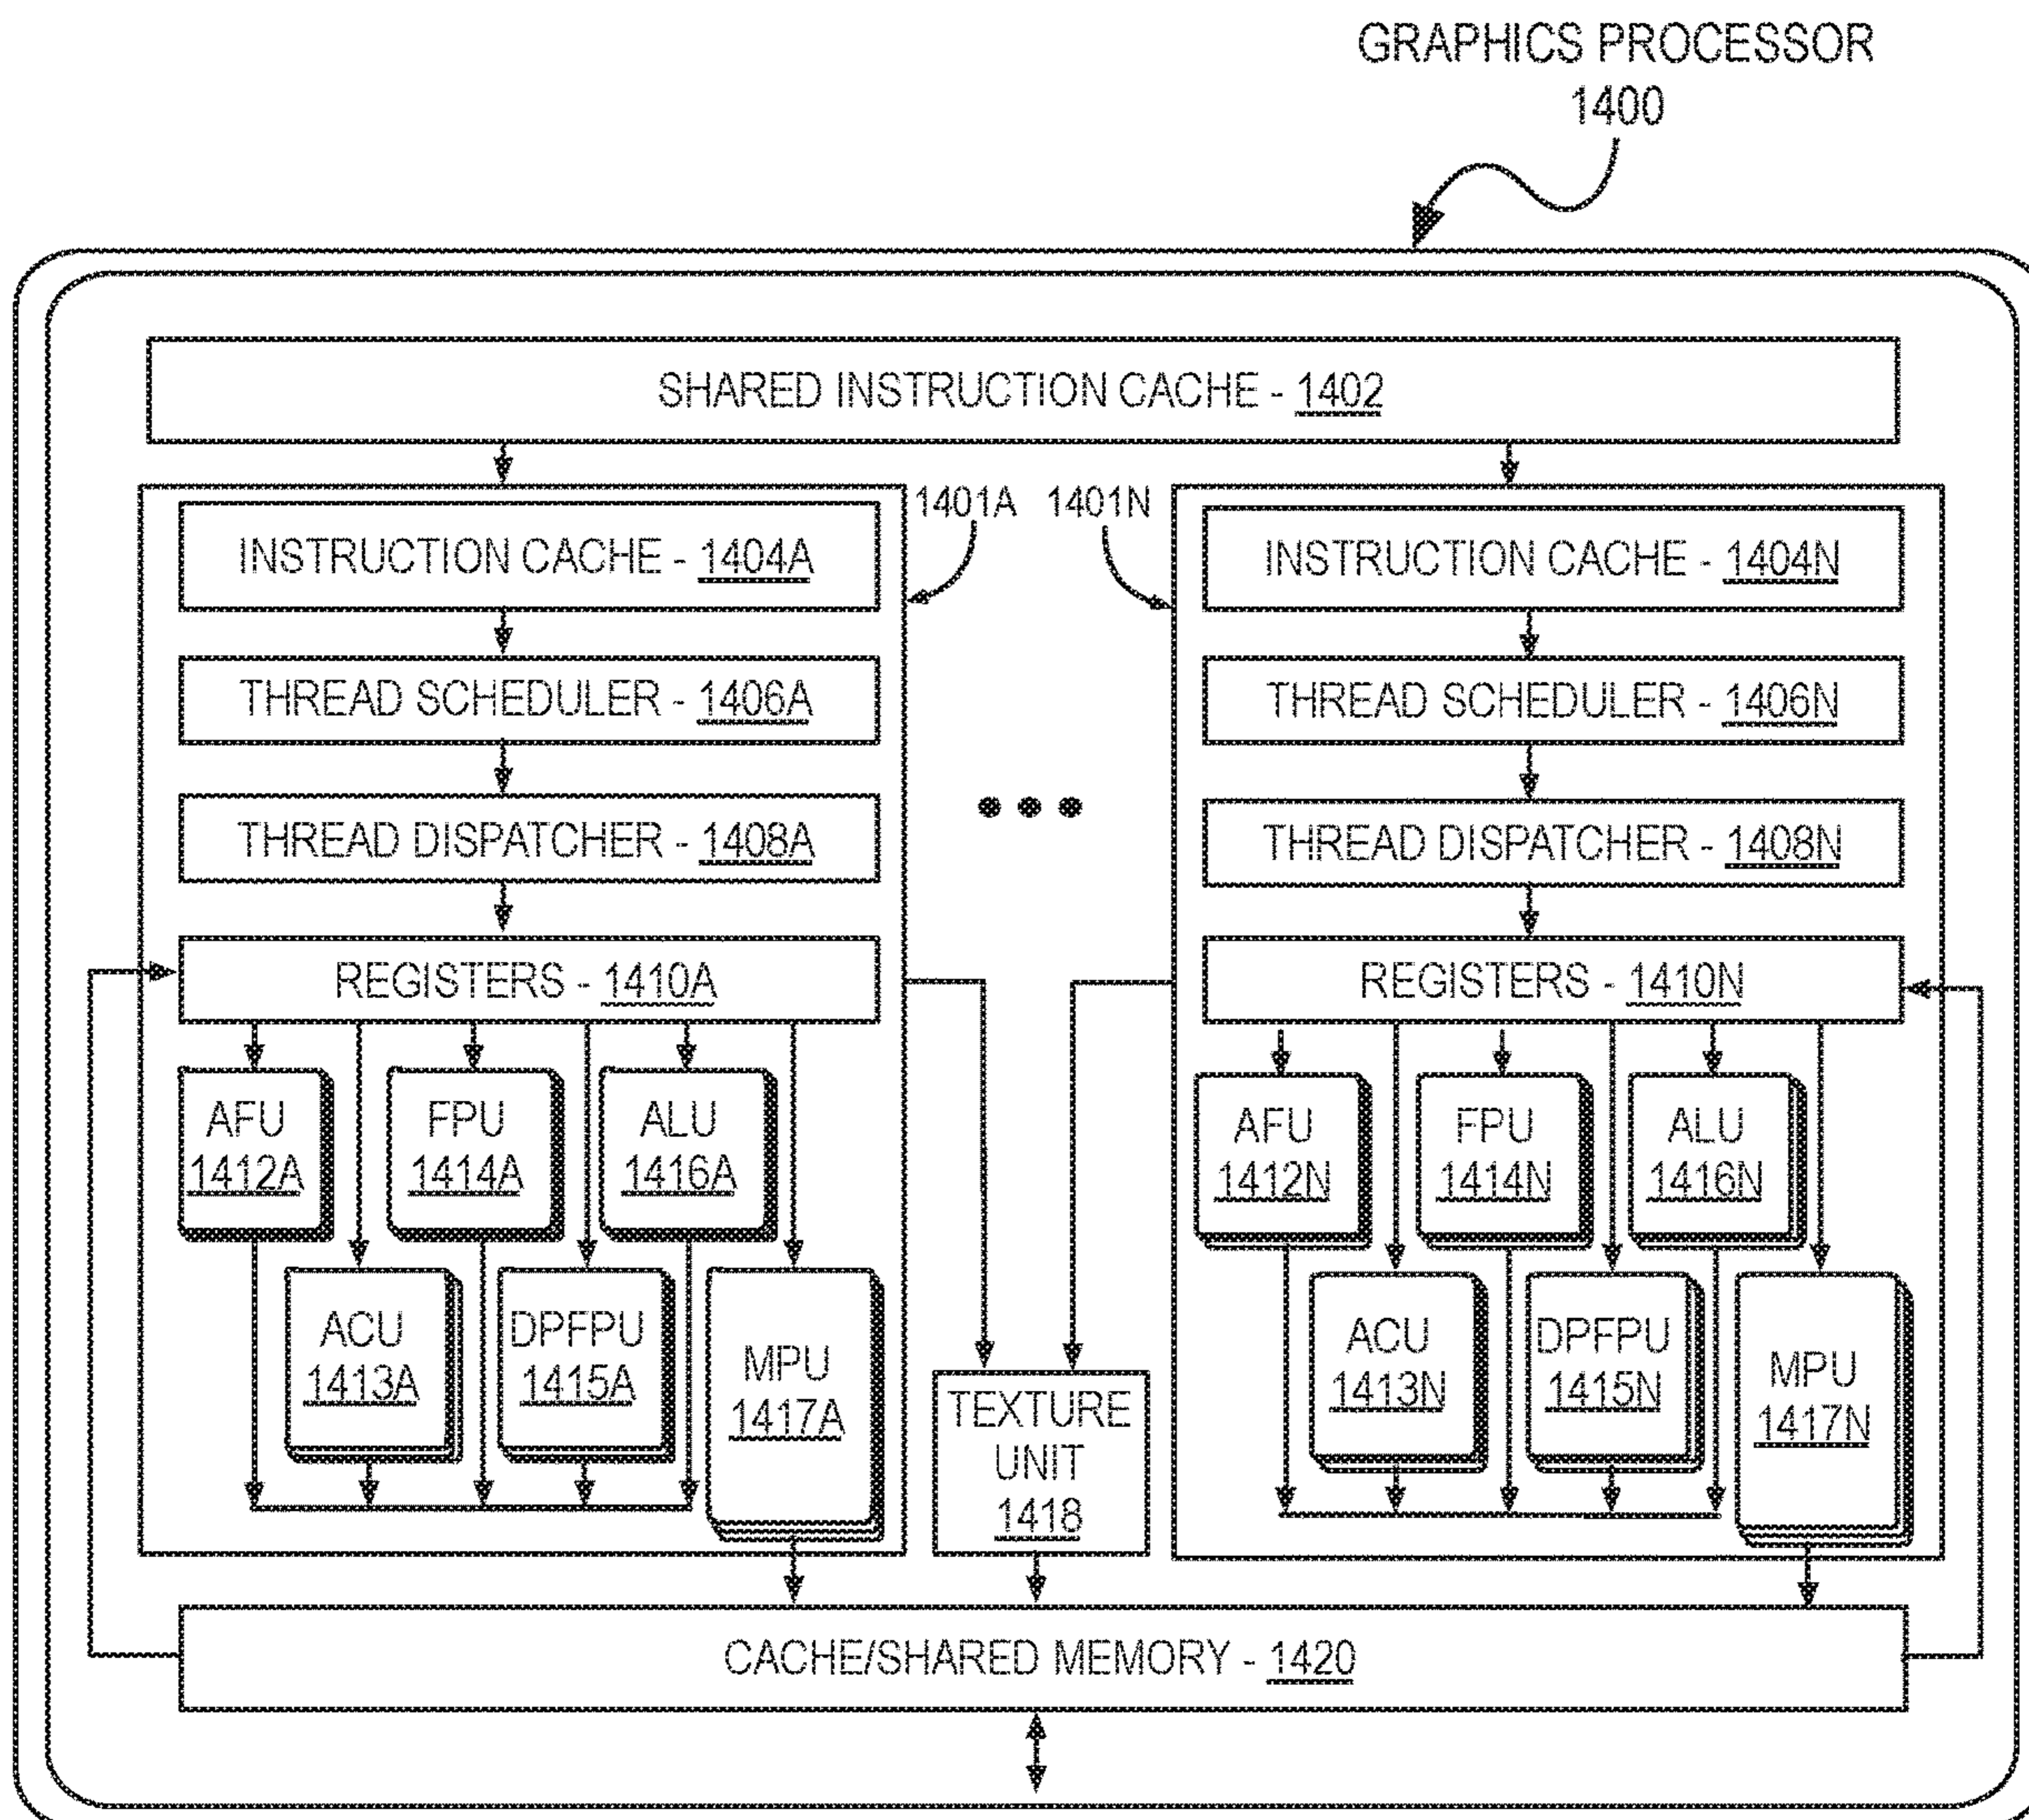 GRAPHICS PROCESSOR
1400
SHARED INSTRUCTION CACHE - 1402
1401A
1401N
INSTRUCTION CACHE - 1404A
THREAD SCHEDULER - 1406A
THREAD DISPATCHER - 1408A
REGISTERS - 1410A
AFU
1412A
FPU
1414A
ALU
1416A
ACU
1413A
DPFPU
1415A
MPU
1417A
INSTRUCTION CACHE - 1404N
THREAD SCHEDULER - 1406N
THREAD DISPATCHER - 1408N
REGISTERS - 1410N
AFU
1412N
FPU
1414N
ALU
1416N
ACU
1413N
DPFPU
1415N
MPU
1417N
TEXTURE
UNIT
1418
CACHE/SHARED MEMORY - 1420